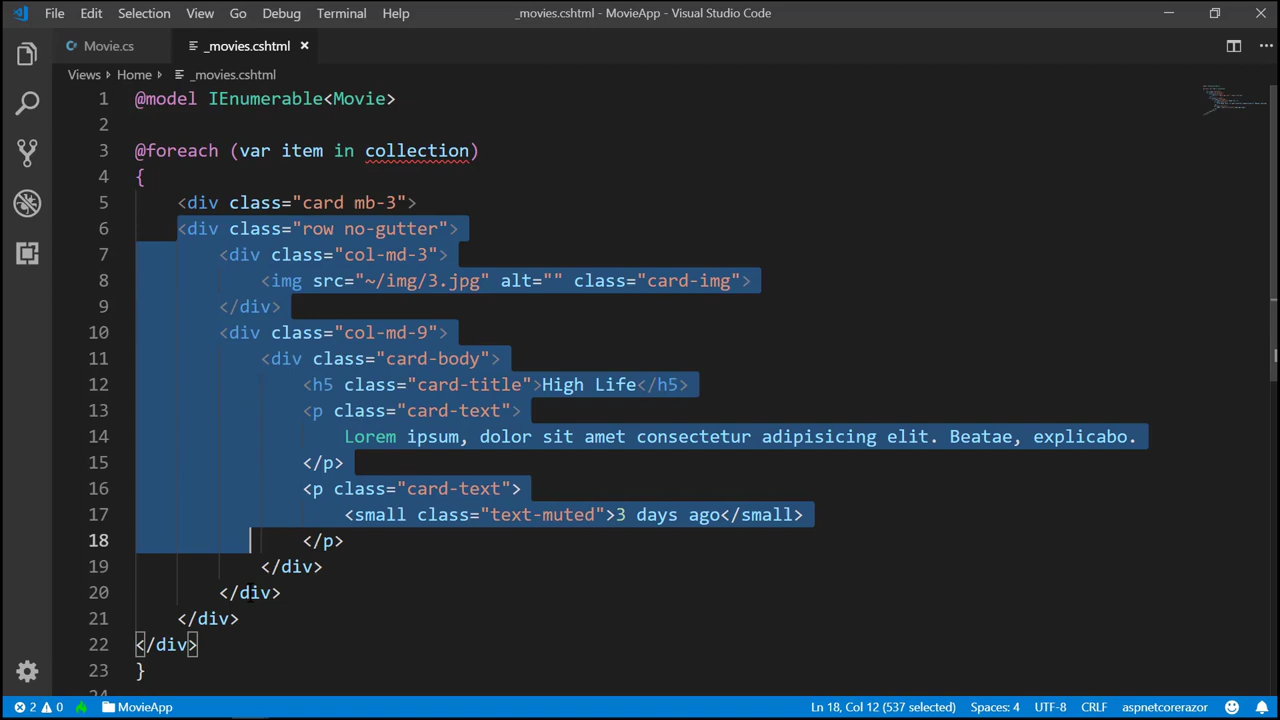 File Edit Selection View Go Debug Terminal Help _movies.cshtml - MovieApp - Visual Studio Code
Movie.cs _movies.cshtml
Views Home _movies.cshtml
1 @model IEnumerable<Movie>
2
3 @foreach (var item in collection)
4 {
5 <div class="card mb-3">
6 <div class="row no-gutter">
7 <div class="col-md-3">
8 <img src="~/img/3.jpg" alt="" class="card-img">
9 </div>
10 <div class="col-md-9">
11 <div class="card-body">
12 <h5 class="card-title">High Life</h5>
13 <p class="card-text">
14 Lorem ipsum, dolor sit amet consectetur adipisicing elit. Beatae, explicabo.
15 </p>
16 <p class="card-text">
17 <small class="text-muted">3 days ago</small>
18 </p>
19 </div>
20 </div>
21 </div>
22 </div>
23 }
24
2 0 MovieApp Ln 18, Col 12 (537 selected) Spaces: 4 UTF-8 CRLF aspnetcorerazor